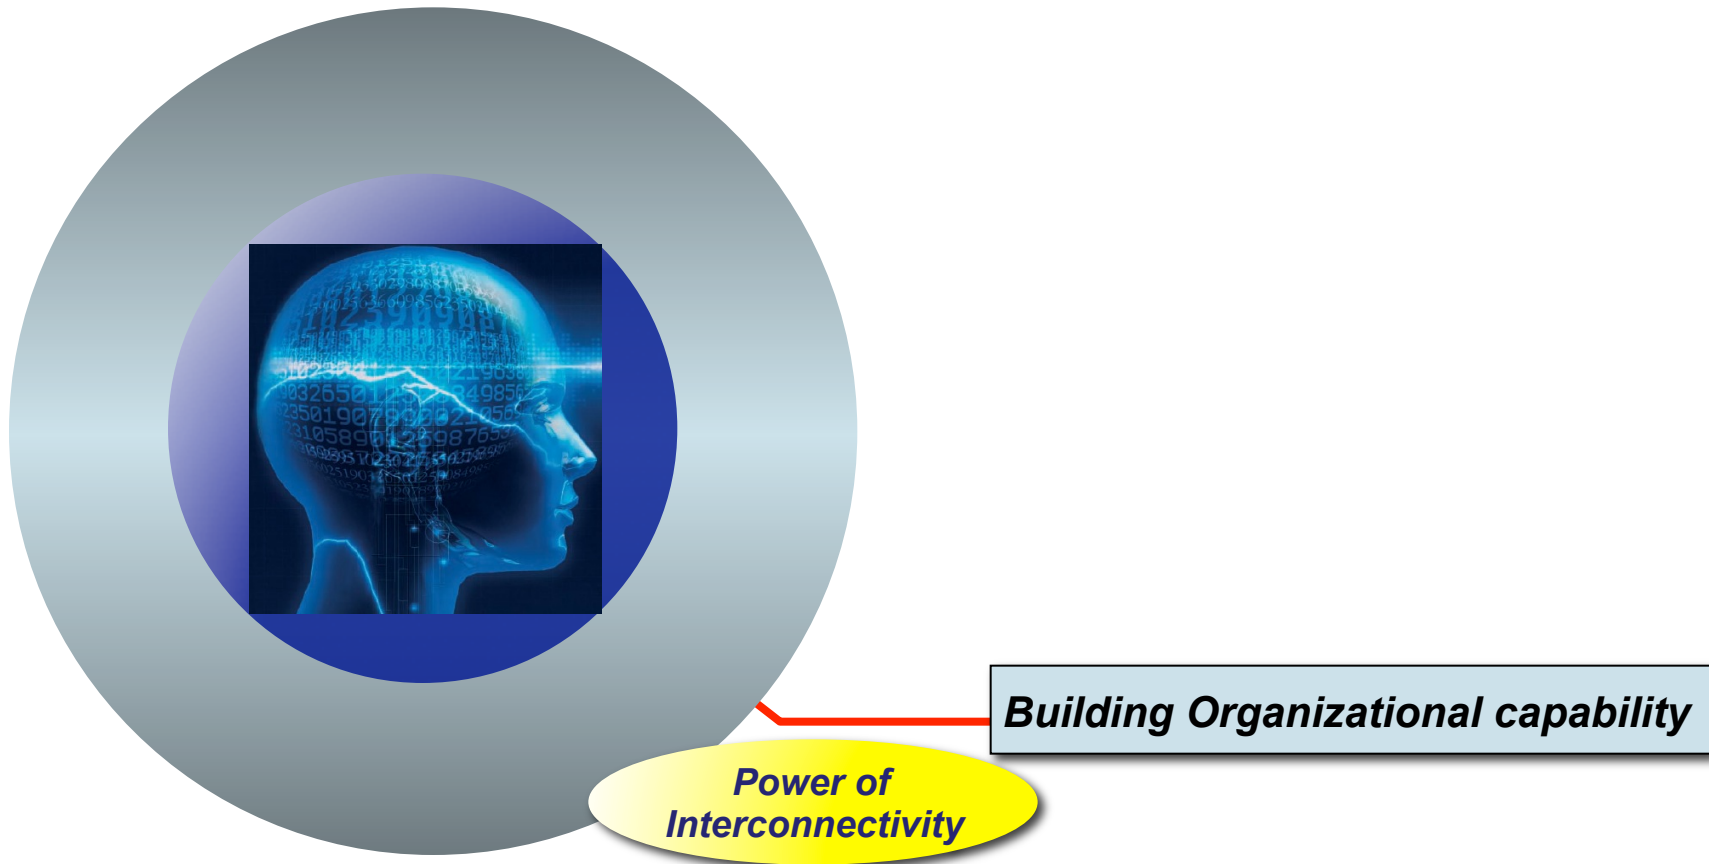 Building Organizational capability
Power of
Interconnectivity